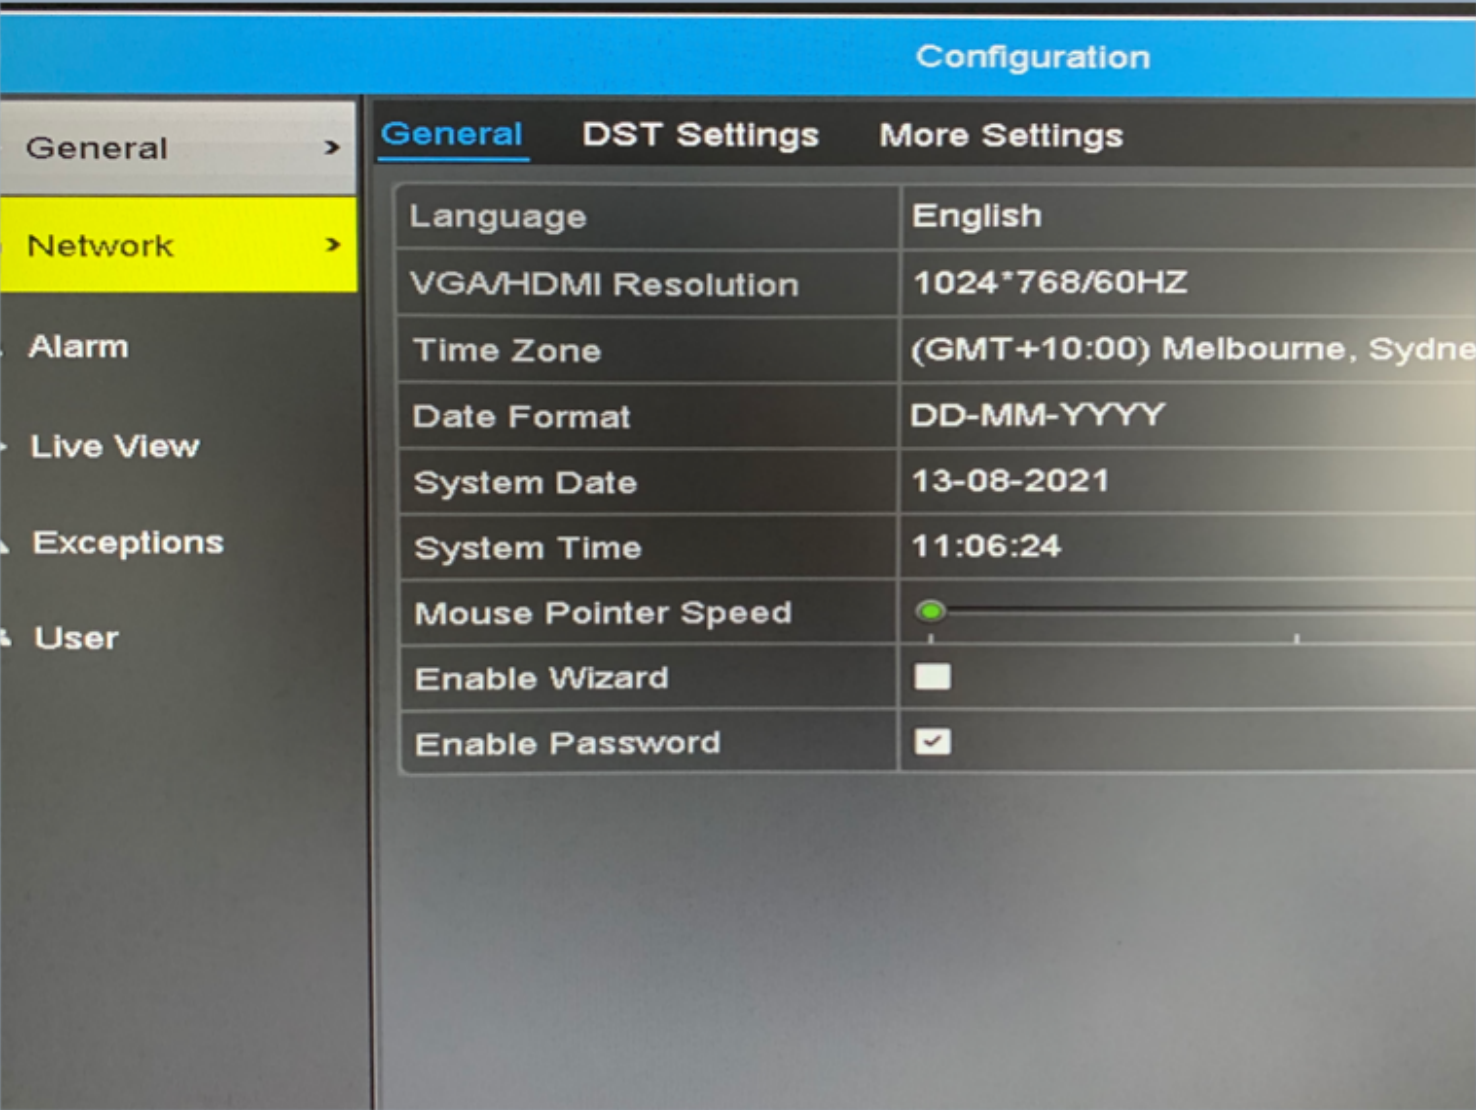 Configuration
General >
Network >
Alarm
Live View
Exceptions
User
General DST Settings More Settings
Language English
VGA/HDMI Resolution 1024*768/60HZ
Time Zone (GMT+10:00) Melbourne, Sydne
Date Format DD-MM-YYYY
System Date 13-08-2021
System Time 11:06:24
Mouse Pointer Speed
Enable Wizard
Enable Password